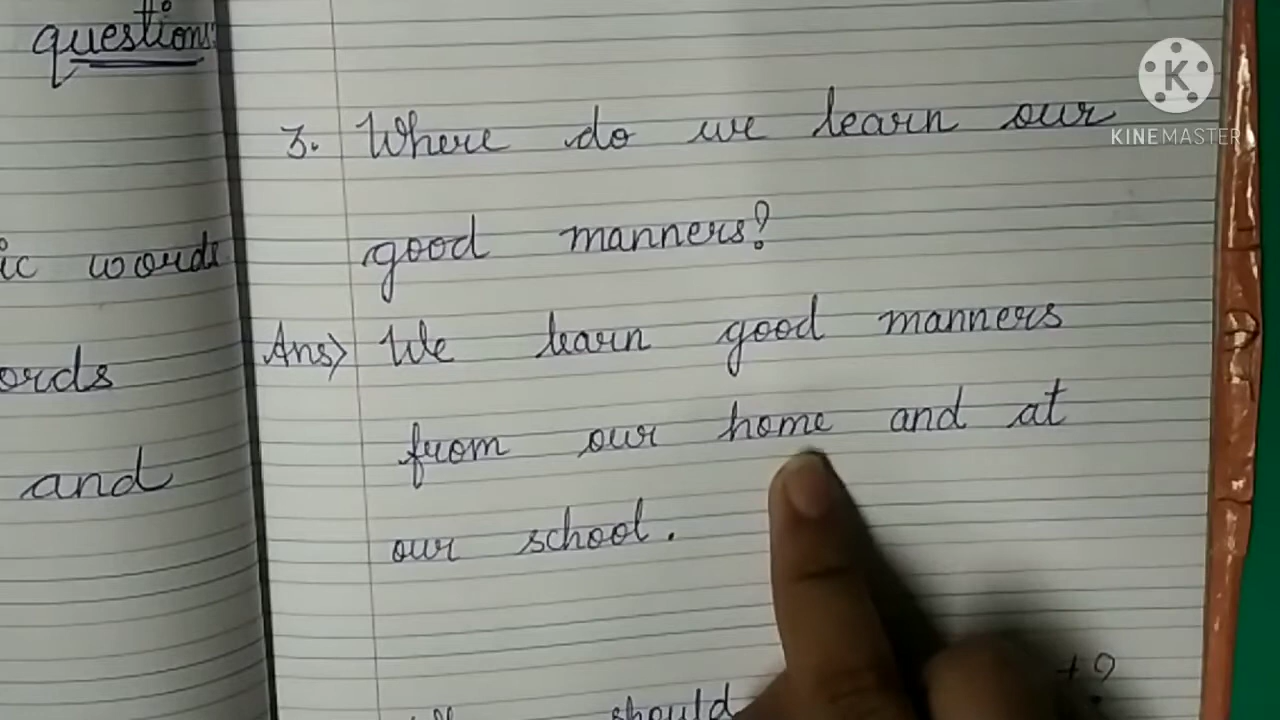 questions
ic words
ords
and
3. Where do we learn our
good manners?
Ans> We learn good manners
from our home and at
our school.
should
K
KINEMASTER